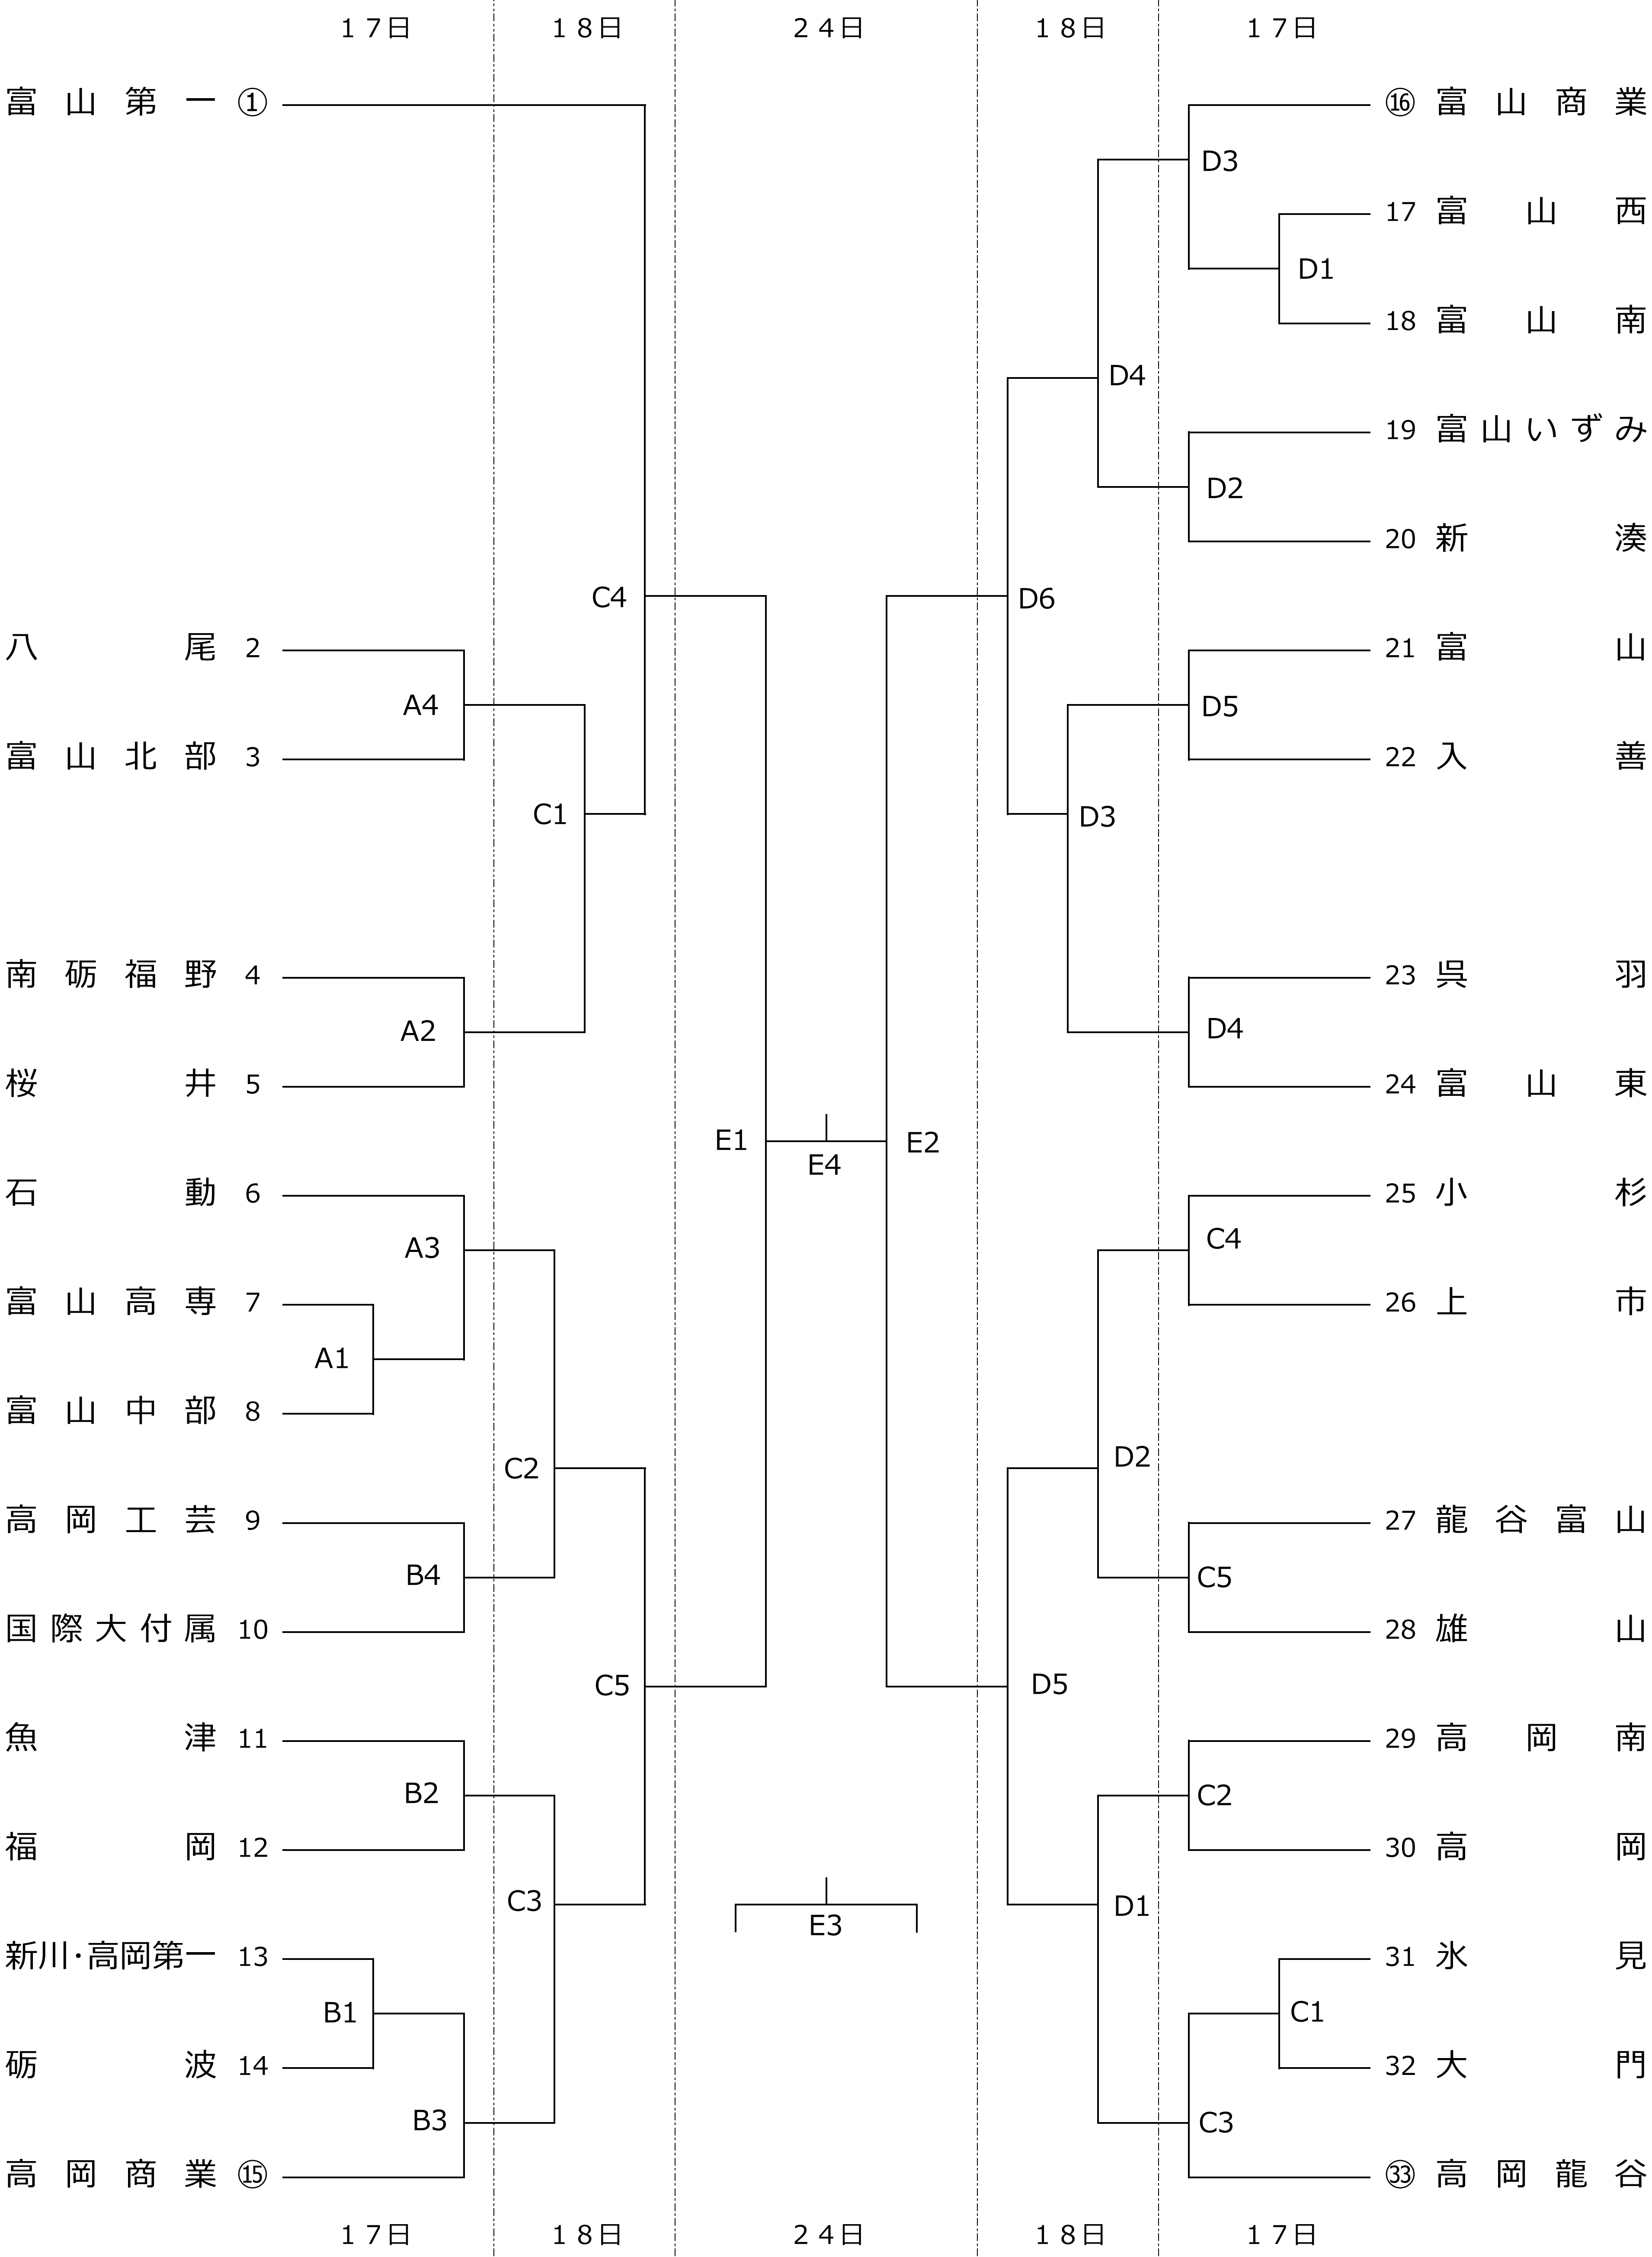 １７日 １８日 ２４日 １８日 １７日
富山第一 ① ⑯ 富山商業
D3
17 富山西
D1
18 富山南
D4
19 富山いずみ
D2
20 新湊
C4 D6
八尾 2 21 富山
A4 D5
富山北部 3 22 入善
C1 D3
南砺福野 4 23 呉羽
A2 D4
桜井 5 24 富山東
E1 E4 E2
石動 6 25 小杉
A3 C4
富山高専 7 26 上市
A1
富山中部 8
C2 D2
高岡工芸 9 27 龍谷富山
B4 C5
国際大付属 10 28 雄山
C5 D5
魚津 11 29 高岡南
B2 C2
福岡 12 30 高岡
C3 E3 D1
新川・高岡第一 13 31 氷見
B1 C1
砺波 14 32 大門
B3 C3
高岡商業 ⑮ ㉝ 高岡龍谷
１７日 １８日 ２４日 １８日 １７日